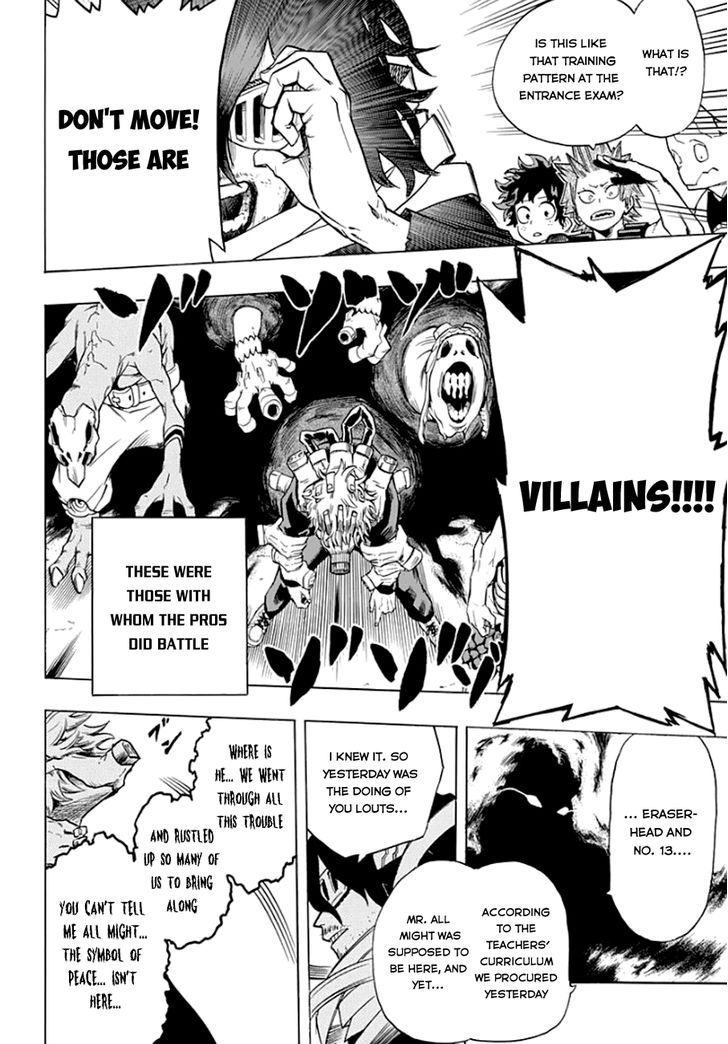 WHAT IS
THAT!?
IS THIS LIKE
THAT TRAINING
PATTERN AT THE
ENTRANCE EXAM?
DON'T MOVE!
THOSE ARE
VILLAINS!!!!
ズ
ゾ
ゾ
THESE WERE
THOSE WITH
WHOM THE PROS
DID BATTLE
... ERASER-
HEAD AND
NO. 13....
ACCORDING
TO THE
TEACHERS'
CURRICULUM
WE PROCURED
YESTERDAY
MR. ALL
MIGHT WAS
SUPPOSED TO
BE HERE, AND
YET...
I KNEW IT. SO
YESTERDAY WAS
THE DOING OF
YOU LOUTS...
WHERE IS
HE... WE WENT
THROUGH ALL
THIS TROUBLE
AND RUSTLED
UP SO MANY OF
US TO BRING
ALONG
YOU CAN'T TELL
ME ALL MIGHT...
THE SYMBOL OF
PEACE... ISN'T
HERE...